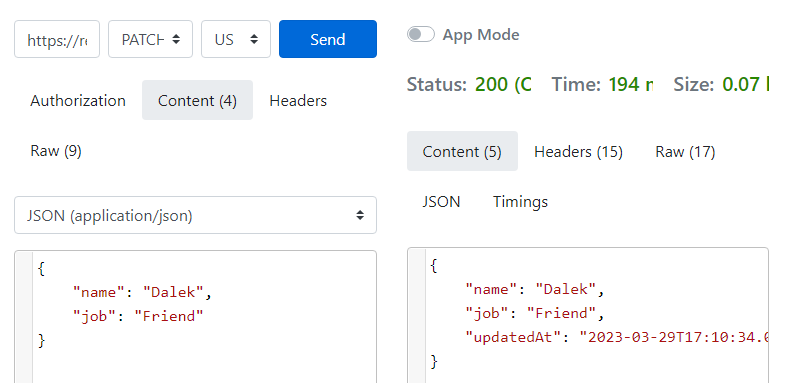 https://re
PATCH
US
Send
Authorization
Content (4)
Headers
Raw (9)
JSON (application/json)
{
"name": "Dalek",
"job": "Friend"
}
App Mode
Status: 200 (O
Time: 194 m
Size: 0.07
Content (5)
Headers (15)
Raw (17)
JSON
Timings
{
"name": "Dalek",
"job": "Friend",
"updatedAt": "2023-03-29T17:10:34.0
}